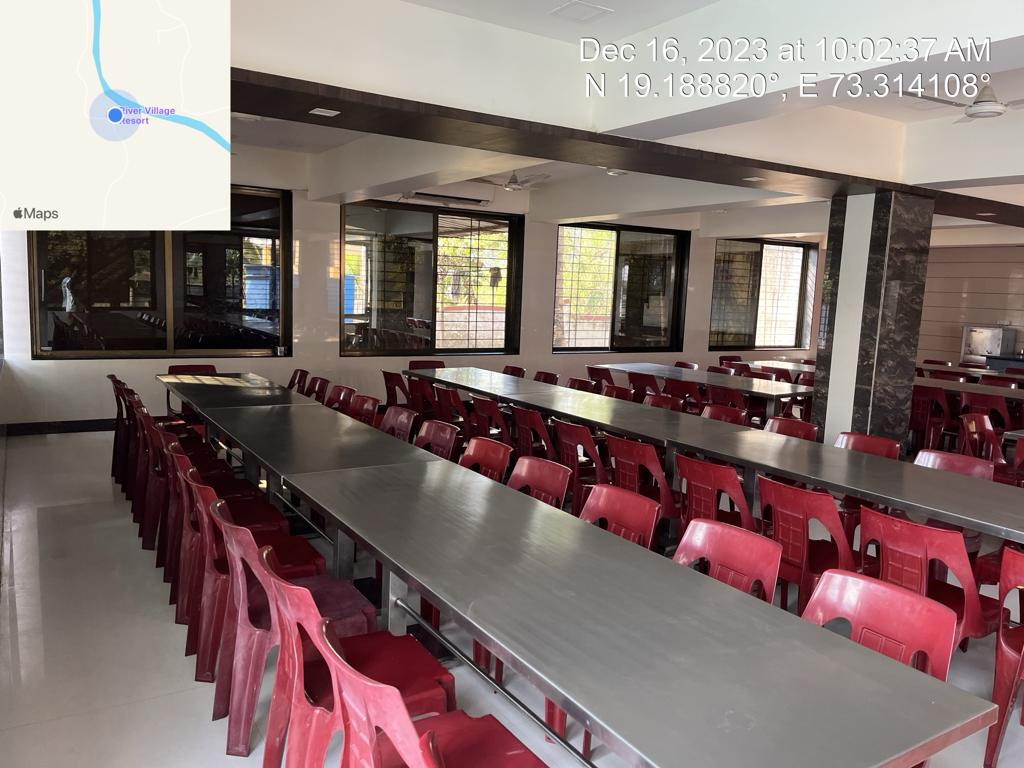 Dec 16, 2023 at 10:02:37 AM
N 19.188820°, E 73.314108°
River Village
Resort
Maps